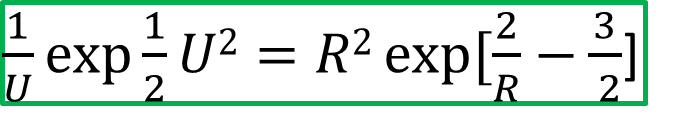 1/U exp 1/2 U² = R² exp[2/R − 3/2]